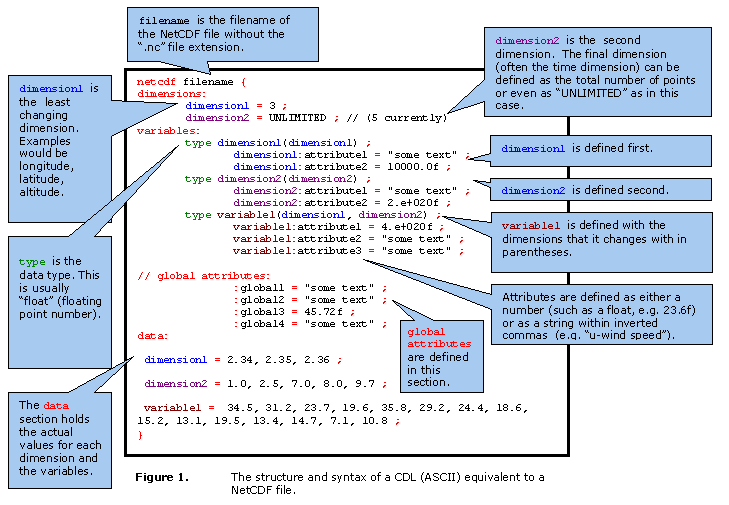 filename is the filename of
the NetCDF file without the
“.nc” file extension.
dimension2 is the second
dimension. The final dimension
(often the time dimension) can be
defined as the total number of points
or even as “UNLIMITED” as in this
case.
dimension1 is
the least
changing
dimension.
Examples
would be
longitude,
latitude,
altitude.
netcdf filename {
dimensions:
dimension1 = 3 ;
dimension2 = UNLIMITED ; // (5 currently)
variables:
type dimension1(dimension1) ;
dimension1:attribute1 = "some text" ;
dimension1:attribute2 = 10000.0f ;
type dimension2(dimension2) ;
dimension2:attribute1 = "some text" ;
dimension2:attribute2 = 2.e+020f ;
type variable1(dimension1, dimension2) ;
variable1:attribute1 = 4.e+020f ;
variable1:attribute2 = "some text" ;
variable1:attribute3 = "some text" ;
// global attributes:
:global1 = "some text" ;
:global2 = "some text" ;
:global3 = 45.72f ;
:global4 = "some text" ;
data:
dimension1 = 2.34, 2.35, 2.36 ;
dimension2 = 1.0, 2.5, 7.0, 8.0, 9.7 ;
variable1 = 34.5, 31.2, 23.7, 19.6, 35.8, 29.2, 24.4, 18.6,
15.2, 13.1, 19.5, 13.4, 14.7, 7.1, 10.8 ;
}
dimension1 is defined first.
dimension2 is defined second.
variable1 is defined with the
dimensions that it changes with in
parentheses.
type is the
data type. This
is usually
“float” (floating
point number).
Attributes are defined as either a
number (such as a float, e.g. 23.6f)
or as a string within inverted
commas (e.g. “u-wind speed”).
global
attributes
are defined
in this
section.
The data
section holds
the actual
values for each
dimension and
the variables.
Figure 1. The structure and syntax of a CDL (ASCII) equivalent to a
NetCDF file.